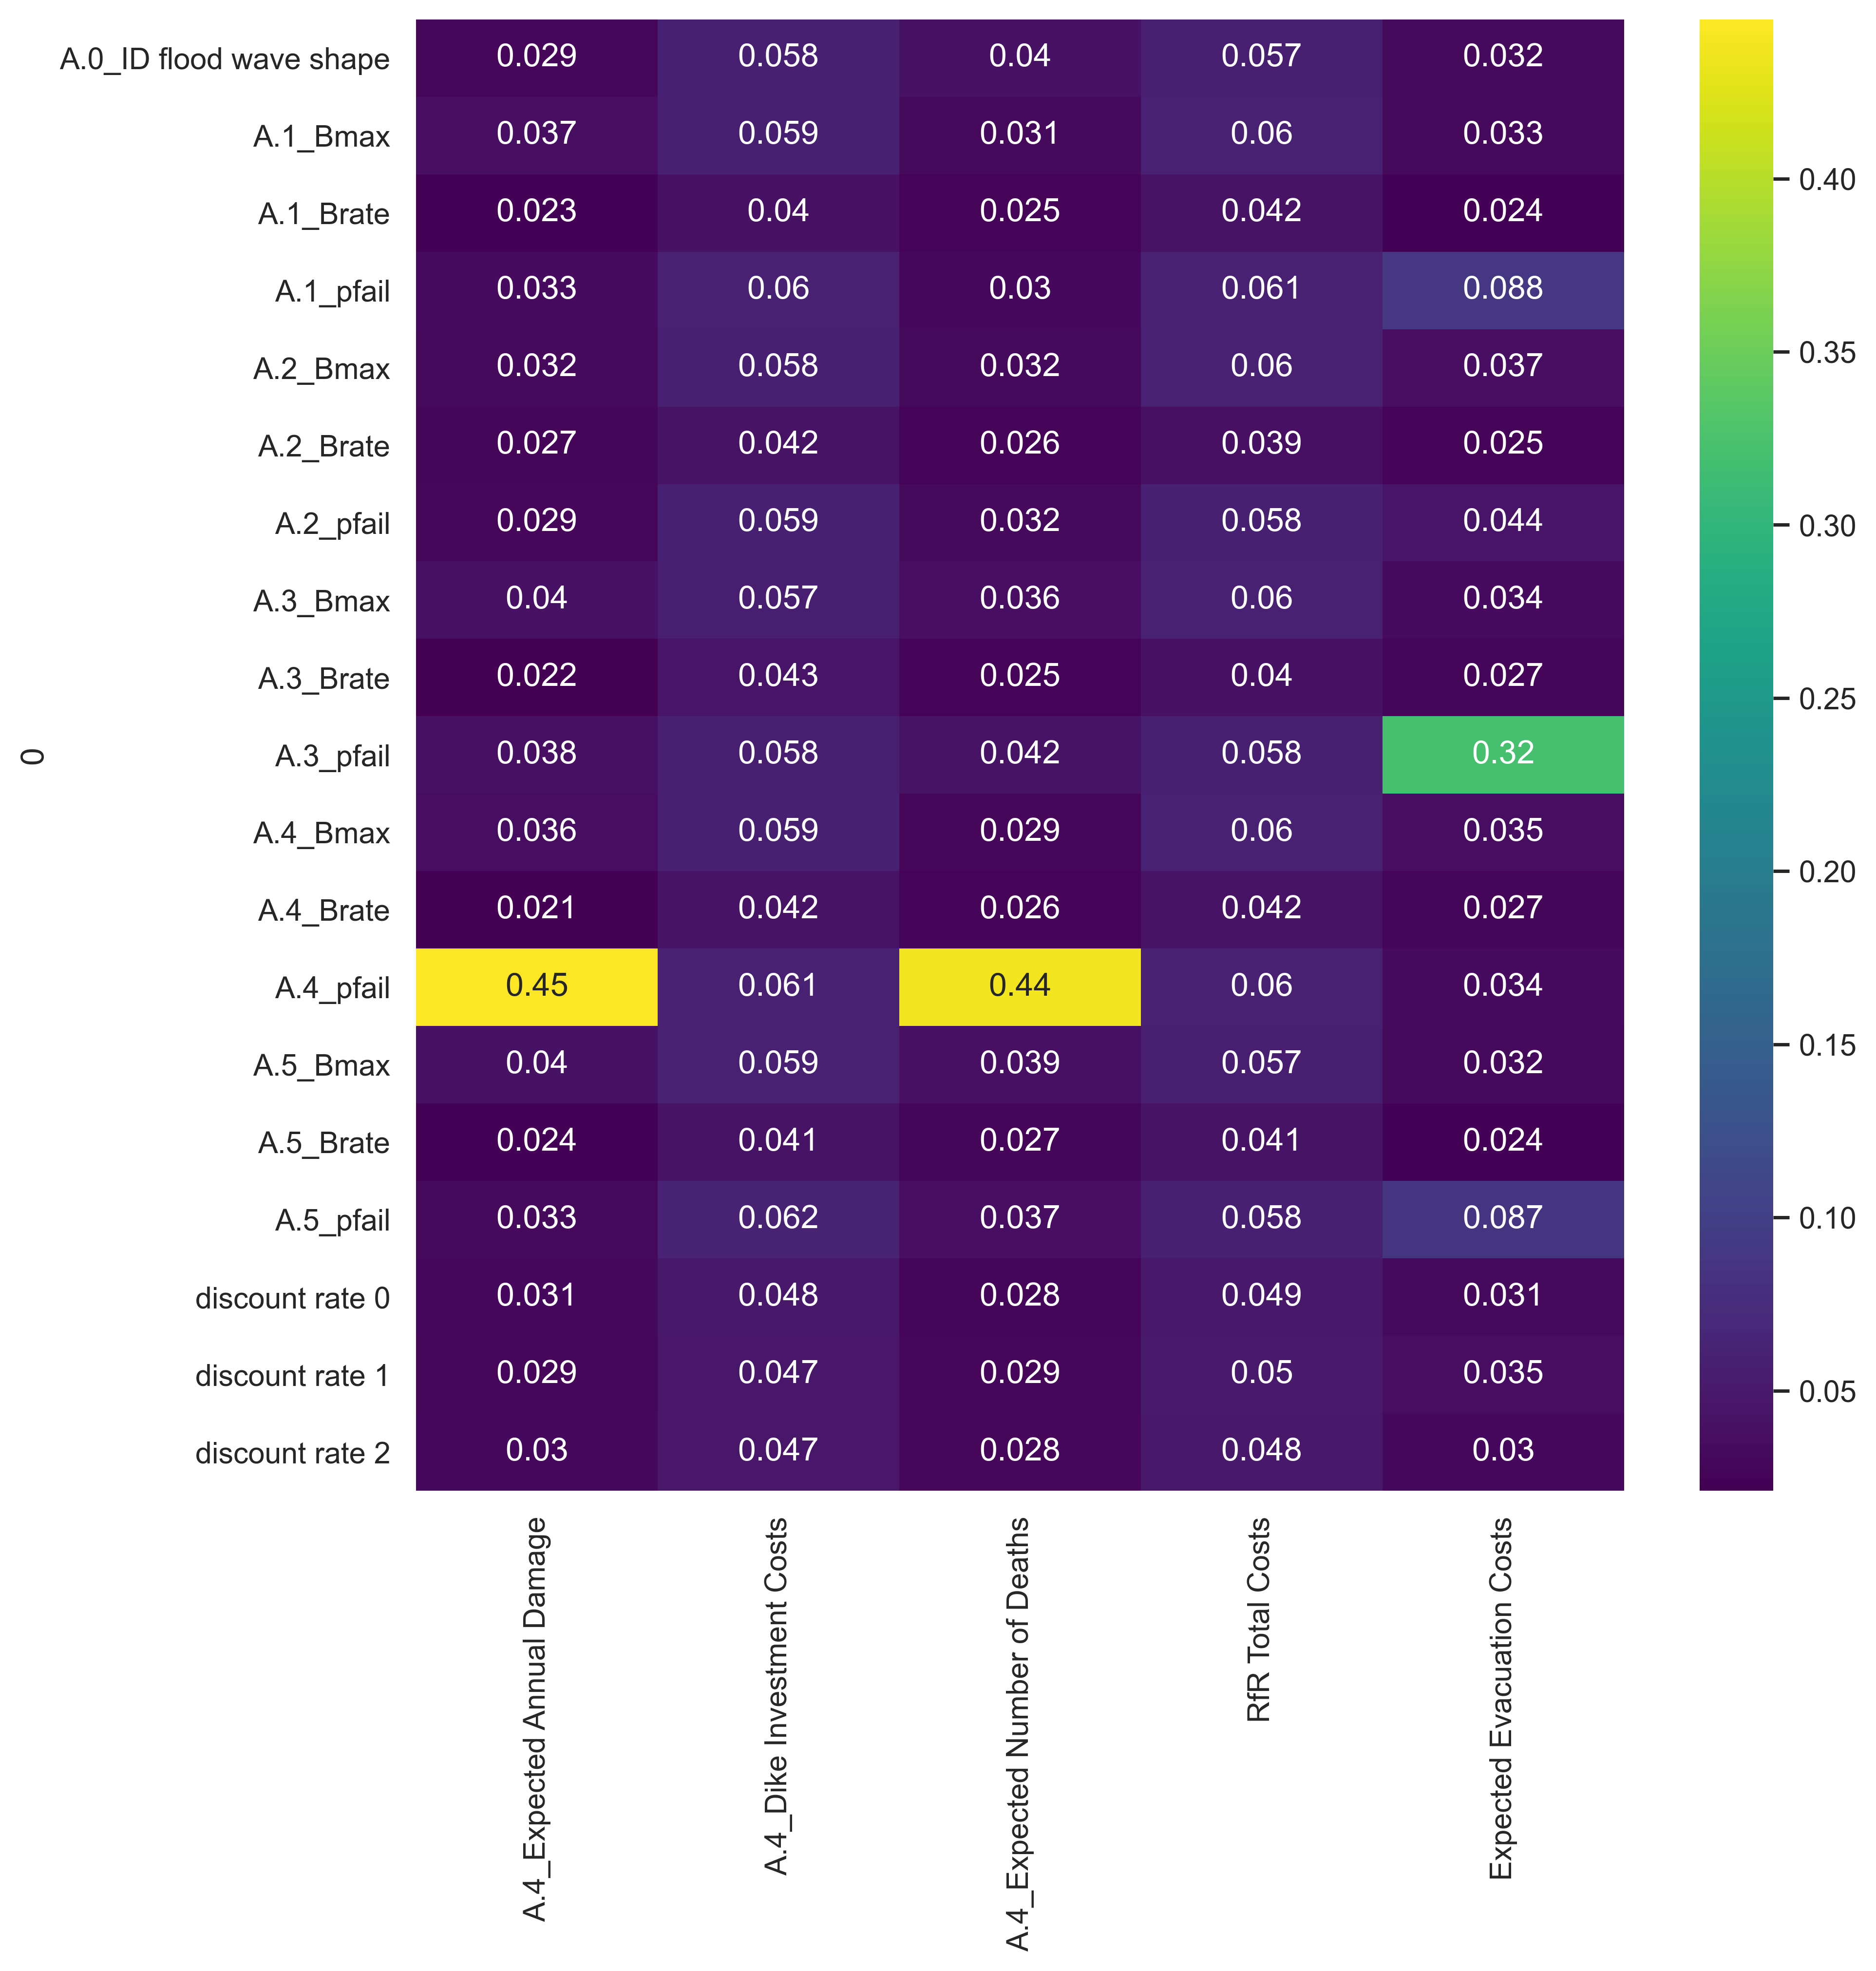 A.0_ID flood wave shape 0.029 0.058 0.04 0.057 0.032
A.1_Bmax 0.037 0.059 0.031 0.06 0.033
A.1_Brate 0.023 0.04 0.025 0.042 0.024
A.1_pfail 0.033 0.06 0.03 0.061 0.088
A.2_Bmax 0.032 0.058 0.032 0.06 0.037
A.2_Brate 0.027 0.042 0.026 0.039 0.025
A.2_pfail 0.029 0.059 0.032 0.058 0.044
A.3_Bmax 0.04 0.057 0.036 0.06 0.034
A.3_Brate 0.022 0.043 0.025 0.04 0.027
A.3_pfail 0.038 0.058 0.042 0.058 0.32
A.4_Bmax 0.036 0.059 0.029 0.06 0.035
A.4_Brate 0.021 0.042 0.026 0.042 0.027
A.4_pfail 0.45 0.061 0.44 0.06 0.034
A.5_Bmax 0.04 0.059 0.039 0.057 0.032
A.5_Brate 0.024 0.041 0.027 0.041 0.024
A.5_pfail 0.033 0.062 0.037 0.058 0.087
discount rate 0 0.031 0.048 0.028 0.049 0.031
discount rate 1 0.029 0.047 0.029 0.05 0.035
discount rate 2 0.03 0.047 0.028 0.048 0.03
0
A.4_Expected Annual Damage
A.4_Dike Investment Costs
A.4_Expected Number of Deaths
RfR Total Costs
Expected Evacuation Costs
0.40
0.35
0.30
0.25
0.20
0.15
0.10
0.05